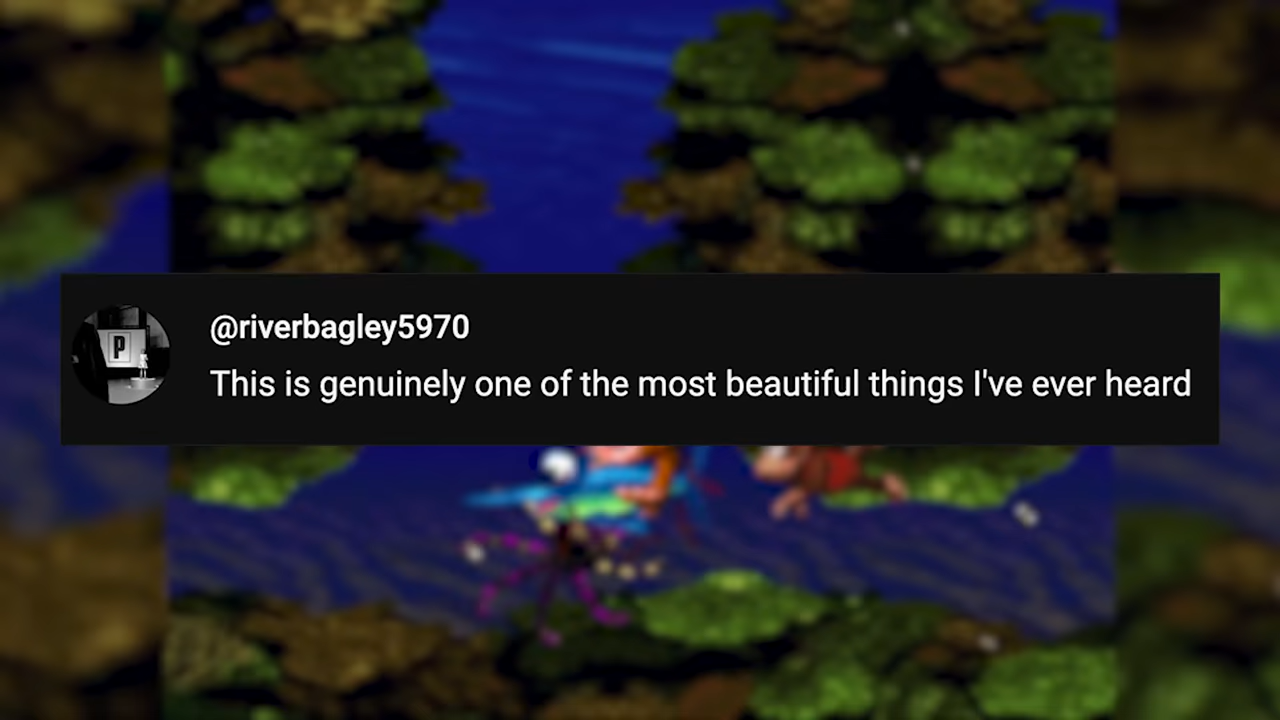 P
@riverbagley5970
This is genuinely one of the most beautiful things I've ever heard